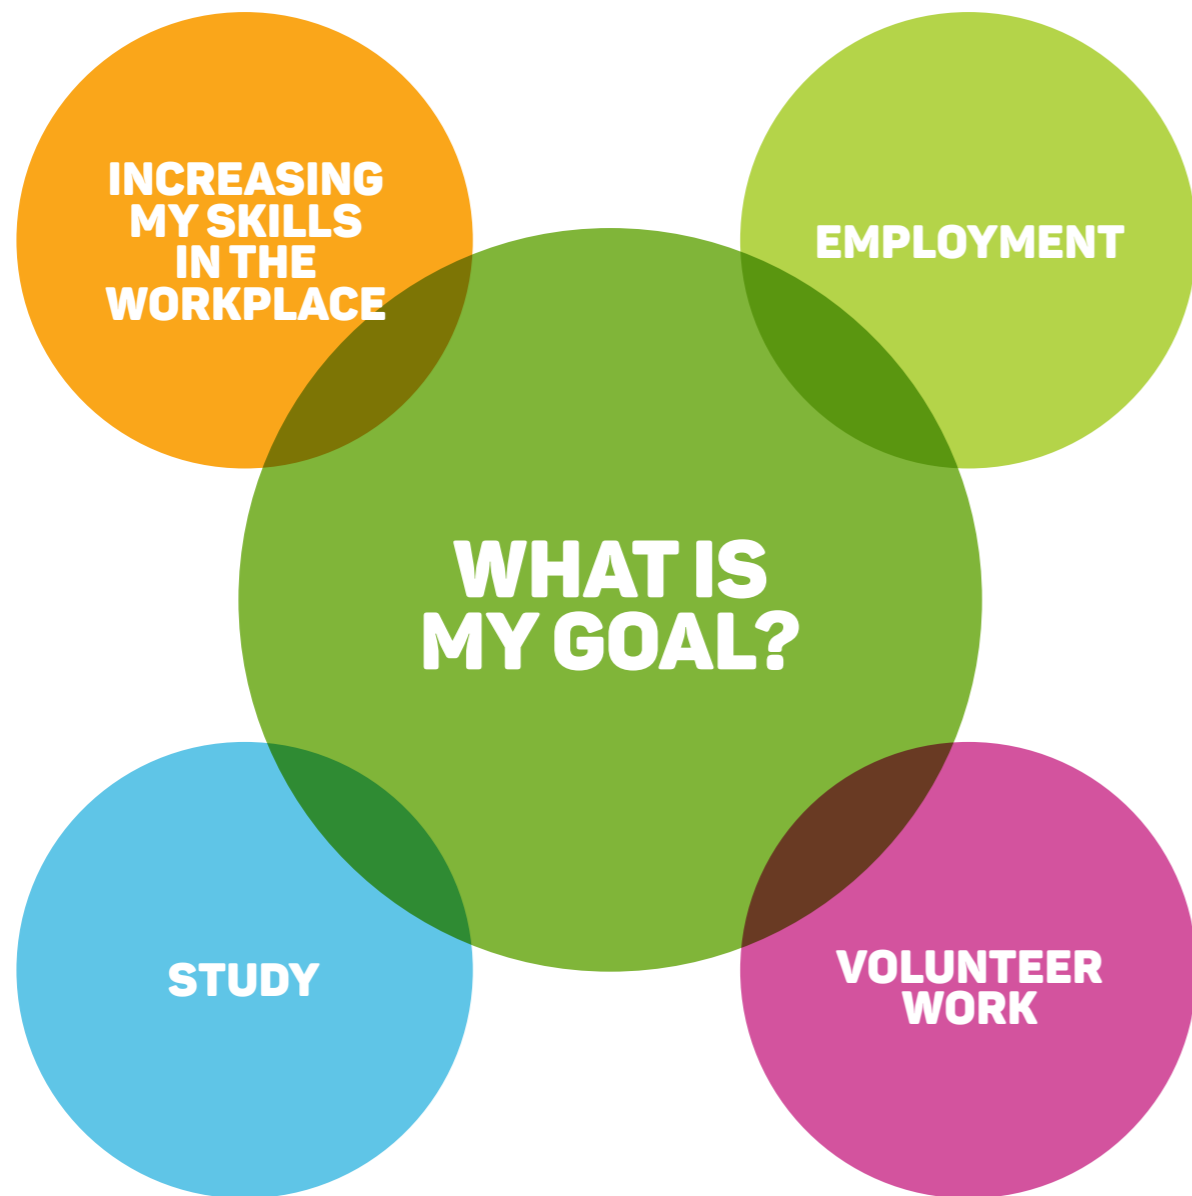 INCREASING
MY SKILLS
IN THE
WORKPLACE
EMPLOYMENT
WHAT IS
MY GOAL?
STUDY
VOLUNTEER
WORK